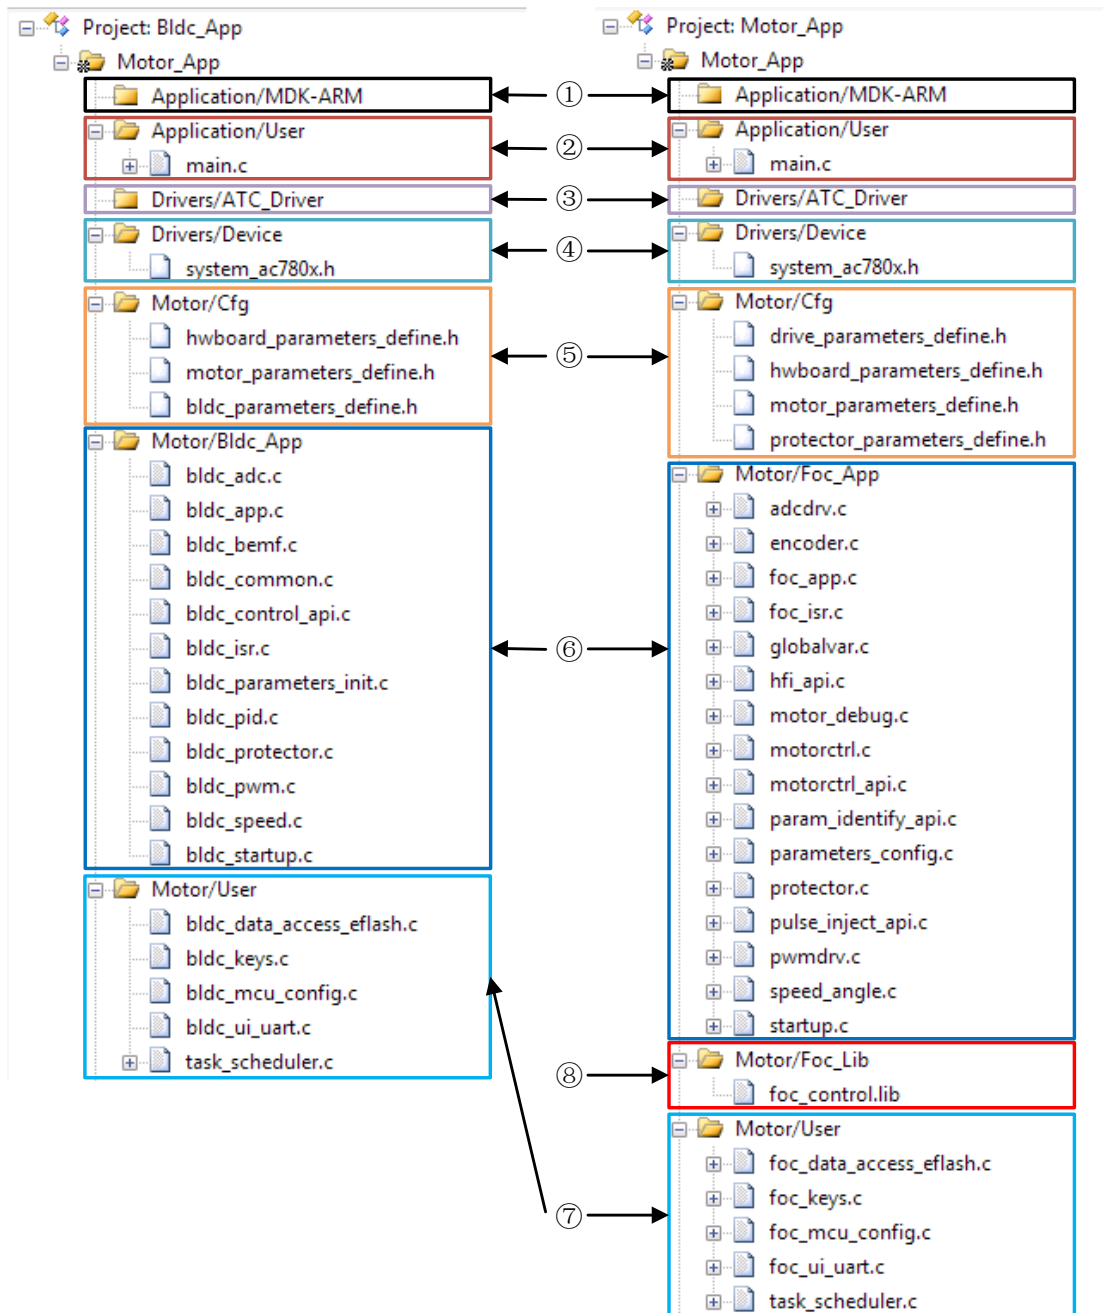 Project: Bldc_App
Motor_App
Application/MDK-ARM
Application/User
main.c
Drivers/ATC_Driver
Drivers/Device
system_ac780x.h
Motor/Cfg
hwboard_parameters_define.h
motor_parameters_define.h
bldc_parameters_define.h
Motor/Bldc_App
bldc_adc.c
bldc_app.c
bldc_bemf.c
bldc_common.c
bldc_control_api.c
bldc_isr.c
bldc_parameters_init.c
bldc_pid.c
bldc_protector.c
bldc_pwm.c
bldc_speed.c
bldc_startup.c
Motor/User
bldc_data_access_eflash.c
bldc_keys.c
bldc_mcu_config.c
bldc_ui_uart.c
task_scheduler.c
①
②
③
④
⑤
⑥
⑧
⑦
Project: Motor_App
Motor_App
Application/MDK-ARM
Application/User
main.c
Drivers/ATC_Driver
Drivers/Device
system_ac780x.h
Motor/Cfg
drive_parameters_define.h
hwboard_parameters_define.h
motor_parameters_define.h
protector_parameters_define.h
Motor/Foc_App
adcdrv.c
encoder.c
foc_app.c
foc_isr.c
globalvar.c
hfi_api.c
motor_debug.c
motorctrl.c
motorctrl_api.c
param_identify_api.c
parameters_config.c
protector.c
pulse_inject_api.c
pwmdrv.c
speed_angle.c
startup.c
Motor/Foc_Lib
foc_control.lib
Motor/User
foc_data_access_eflash.c
foc_keys.c
foc_mcu_config.c
foc_ui_uart.c
task_scheduler.c